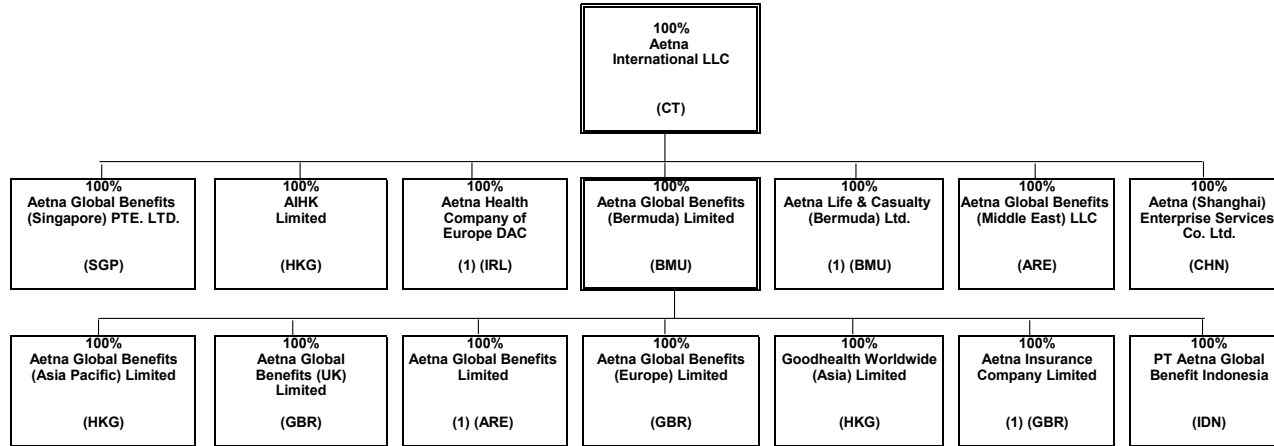 100%
Aetna
International LLC
(CT)
100%
Aetna Global Benefits
(Singapore) PTE. LTD.
(SGP)
100%
AIHK
Limited
(HKG)
100%
Aetna Health
Company of
Europe DAC
(1) (IRL)
100%
Aetna Global Benefits
(Bermuda) Limited
(BMU)
100%
Aetna Life & Casualty
(Bermuda) Ltd.
(1) (BMU)
100%
Aetna Global Benefits
(Middle East) LLC
(ARE)
100%
Aetna (Shanghai)
Enterprise Services
Co. Ltd.
(CHN)
100%
Aetna Global Benefits
(Asia Pacific) Limited
(HKG)
100%
Aetna Global
Benefits (UK)
Limited
(GBR)
100%
Aetna Global Benefits
Limited
(1) (ARE)
100%
Aetna Global Benefits
(Europe) Limited
(GBR)
100%
Goodhealth Worldwide
(Asia) Limited
(HKG)
100%
Aetna Insurance
Company Limited
(1) (GBR)
100%
PT Aetna Global
Benefit Indonesia
(IDN)